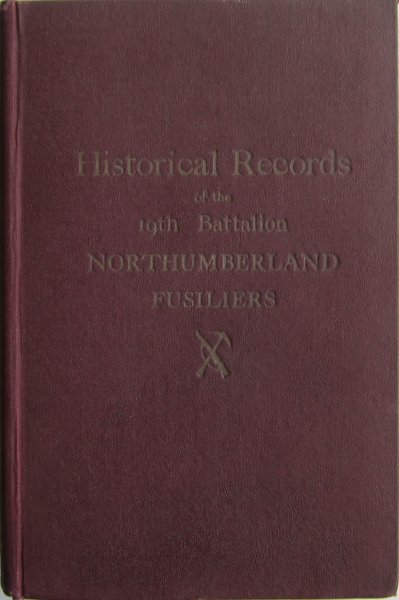 Historical Records
of the
19th Battalion
NORTHUMBERLAND
FUSILIERS